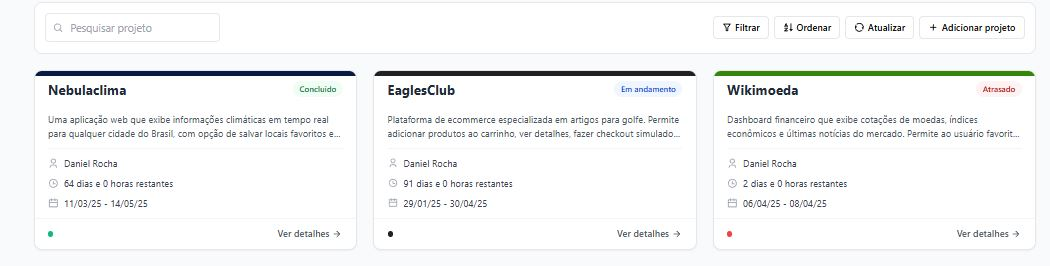 Pesquisar projeto
Filtrar
Ordenar
Atualizar
Adicionar projeto
Nebulaclima
Concluido
Uma aplicação web que exibe informações climáticas em tempo real
para qualquer cidade do Brasil, com opção de salvar locais favoritos e...
Daniel Rocha
64 dias e 0 horas restantes
11/03/25 - 14/05/25
Ver detalhes →
EaglesClub
Em andamento
Plataforma de ecommerce especializada em artigos para golfe. Permite
adicionar produtos ao carrinho, ver detalhes, fazer checkout simulado...
Daniel Rocha
91 dias e 0 horas restantes
29/01/25 - 30/04/25
Ver detalhes →
Wikimoeda
Atrasado
Dashboard financeiro que exibe cotações de moedas, índices
econômicos e últimas notícias do mercado. Permite ao usuário favorit...
Daniel Rocha
2 dias e 0 horas restantes
06/04/25 - 08/04/25
Ver detalhes →